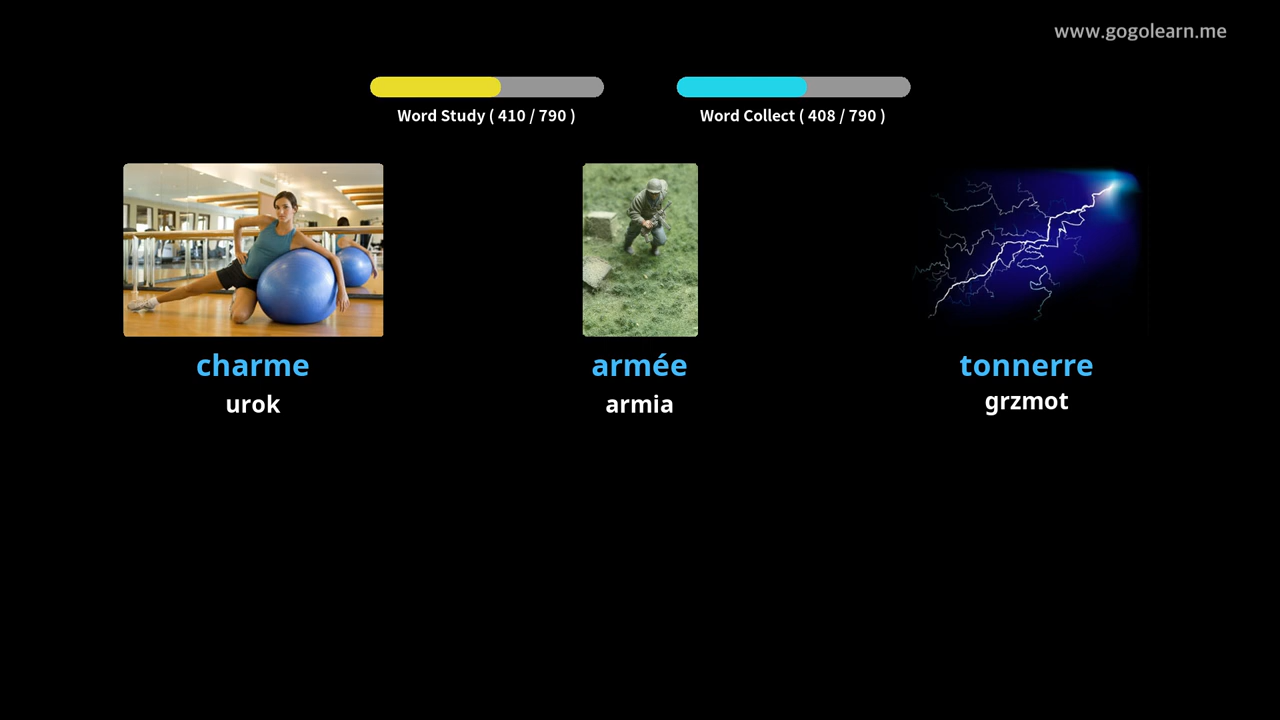 www.gogolearn.me
Word Study ( 410 / 790 )
Word Collect ( 408 / 790 )
charme
urok
armée
armia
tonnerre
grzmot